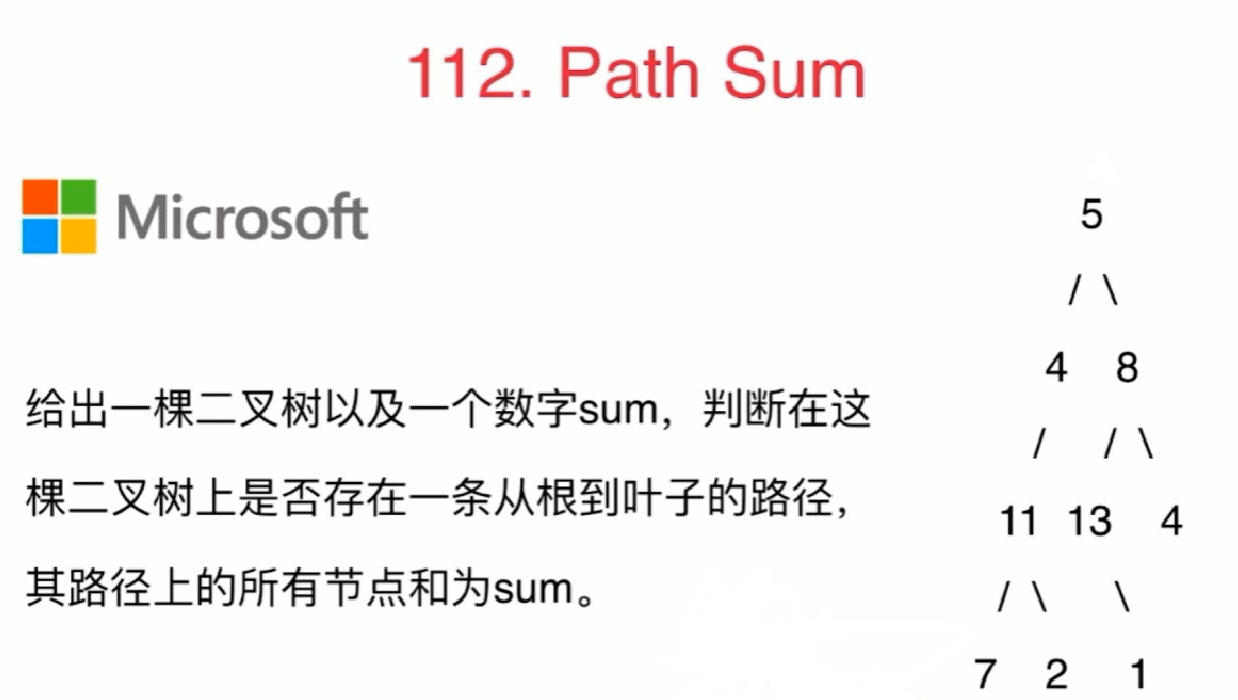 112. Path Sum
Microsoft
给出一棵二叉树以及一个数字sum，判断在这
棵二叉树上是否存在一条从根到叶子的路径，
其路径上的所有节点和为sum。
5
/ \
4 8
/ / \
11 13 4
/ \ \
7 2 1